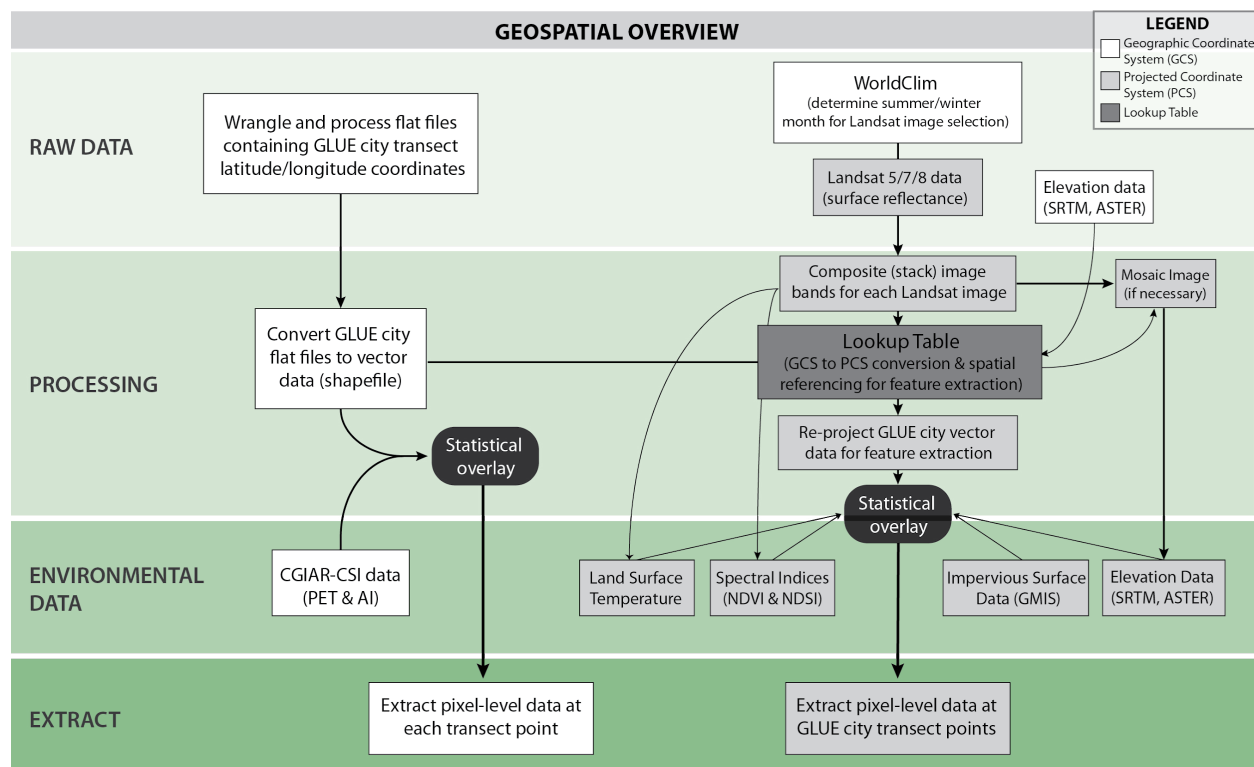 GEOSPATIAL OVERVIEW
LEGEND
Geographic Coordinate
System (GCS)
Projected Coordinate
System (PCS)
Lookup Table
RAW DATA
Wrangle and process flat files
containing GLUE city transect
latitude/longitude coordinates
WorldClim
(determine summer/winter
month for Landsat image selection)
Landsat 5/7/8 data
(surface reflectance)
Elevation data
(SRTM, ASTER)
PROCESSING
Composite (stack) image
bands for each Landsat image
Mosaic Image
(if necessary)
Convert GLUE city
flat files to vector
data (shapefile)
Lookup Table
(GCS to PCS conversion & spatial
referencing for feature extraction)
Re-project GLUE city vector
data for feature extraction
Statistical
overlay
Statistical
overlay
ENVIRONMENTAL
DATA
CGIAR-CSI data
(PET & AI)
Land Surface
Temperature
Spectral Indices
(NDVI & NDSI)
Impervious Surface
Data (GMIS)
Elevation Data
(SRTM, ASTER)
EXTRACT
Extract pixel-level data at
each transect point
Extract pixel-level data at
GLUE city transect points